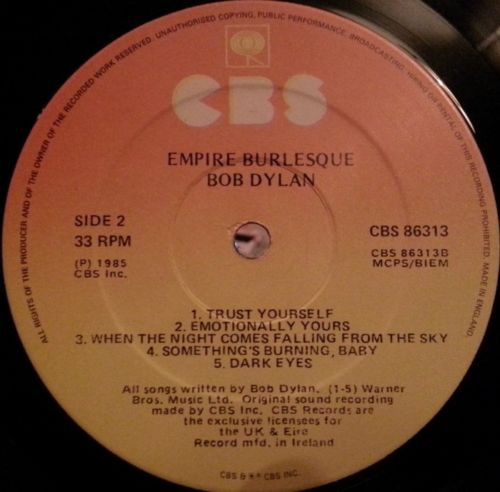 ALL RIGHTS OF THE PRODUCER AND OF THE OWNER OF THE RECORDED WORK RESERVED. UNAUTHORISED COPYING, PUBLIC PERFORMANCE, BROADCASTING, Hiring OR RENTAL OF THIS RECORDING PROHIBITED. MADE IN ENGLAND.
CBS
EMPIRE BURLESQUE
BOB DYLAN
SIDE 2
33 RPM
(P) 1985
CBS Inc.
CBS 86313
CBS 86313B
MCPS/BIEM
1. TRUST YOURSELF
2. EMOTIONALLY YOURS
3. WHEN THE NIGHT COMES FALLING FROM THE SKY
4. SOMETHING'S BURNING, BABY
5. DARK EYES
All songs written by Bob Dylan, (1-5) Warner
Bros. Music Ltd. Original sound recording
made by CBS Inc. CBS Records are
the exclusive licensees for
the UK & Eire
Record mfd. in Ireland
CBS & CBS INC.